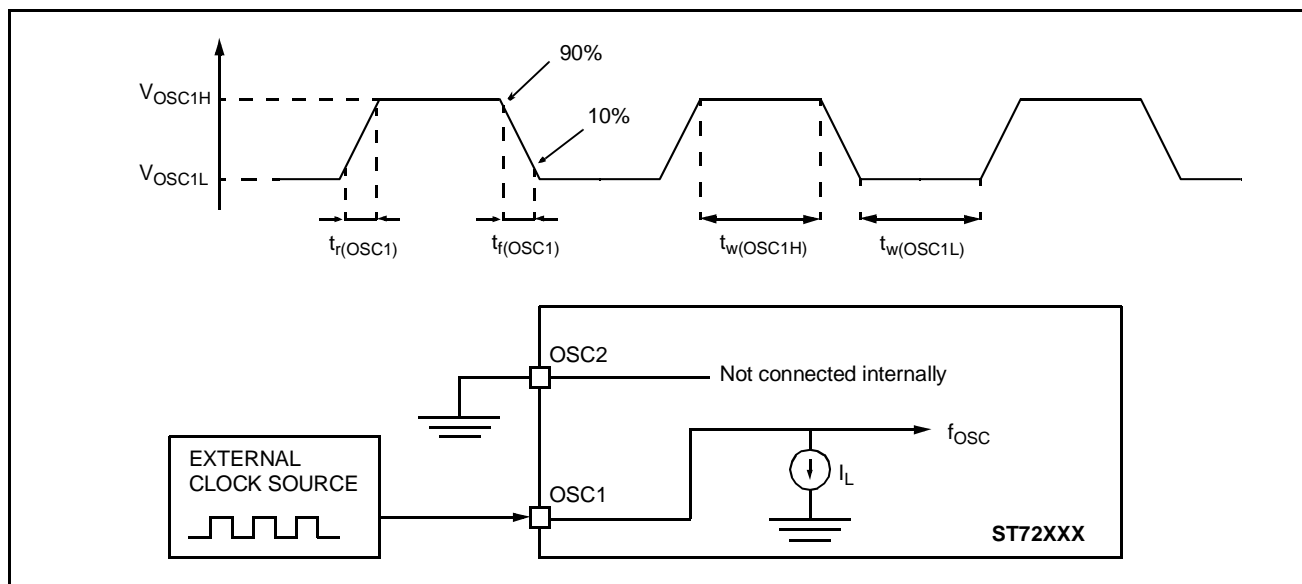 90%
V_OSC1H
10%
V_OSC1L
t_r(OSC1)
t_f(OSC1)
t_w(OSC1H)
t_w(OSC1L)
OSC2
Not connected internally
f_OSC
EXTERNAL
CLOCK SOURCE
I_L
OSC1
ST72XXX